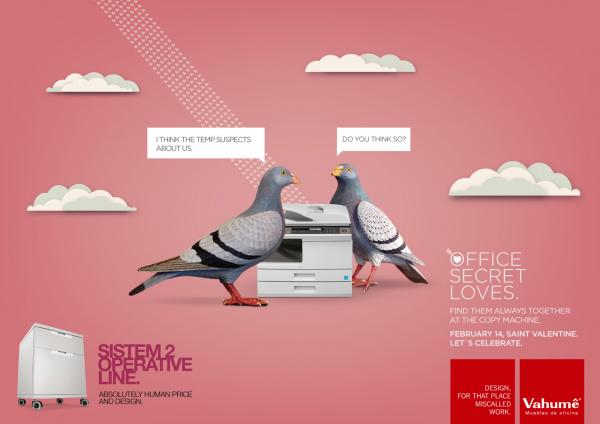 I THINK THE TEMP SUSPECTS
ABOUT US.
DO YOU THINK SO?
OFFICE
SECRET
LOVES.
FIND THEM ALWAYS TOGETHER
AT THE COPY MACHINE.
FEBRUARY 14, SAINT VALENTINE.
LET´S CELEBRATE.
SISTEM 2
OPERATIVE
LINE.
ABSOLUTELY HUMAN PRICE
AND DESIGN.
DESIGN,
FOR THAT PLACE
MISCALLED
WORK.
Vahumê
Muebles de oficina